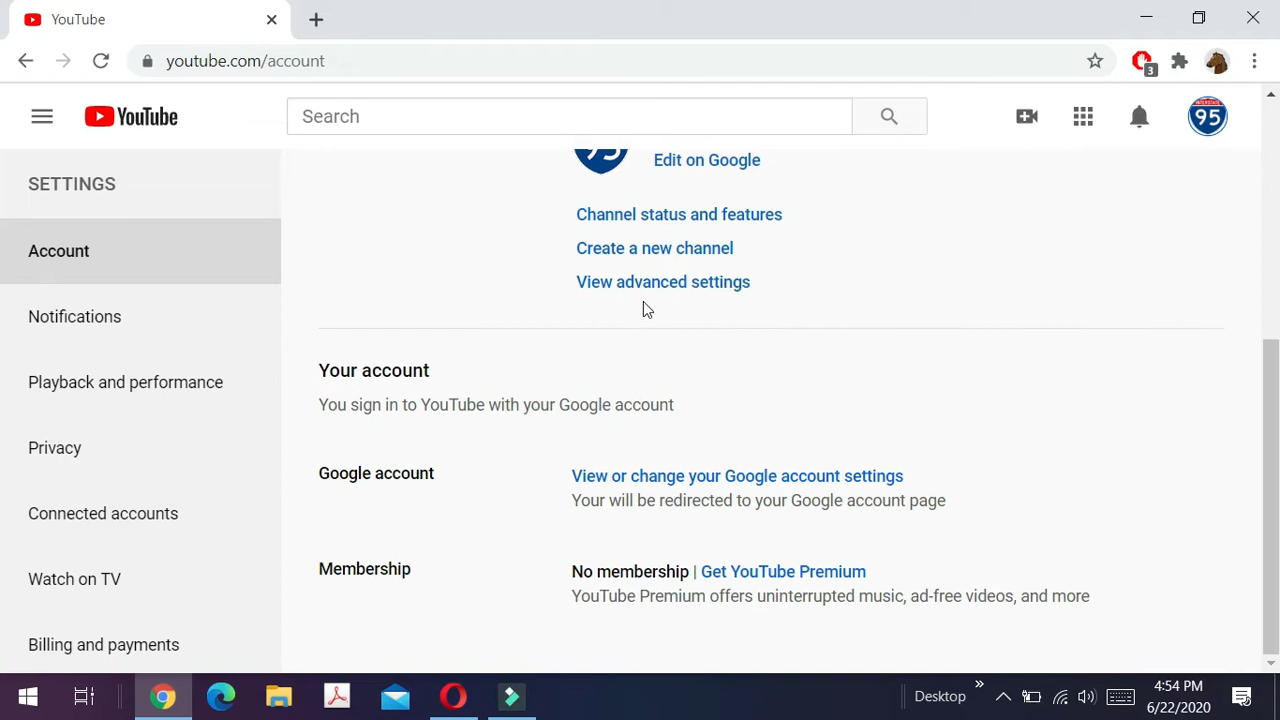 YouTube
youtube.com/account
3
YouTube
Search
INTERSTATE
95
SETTINGS
Account
Notifications
Playback and performance
Privacy
Connected accounts
Watch on TV
Billing and payments
95
Edit on Google
Channel status and features
Create a new channel
View advanced settings
Your account
You sign in to YouTube with your Google account
Google account
View or change your Google account settings
Your will be redirected to your Google account page
Membership
No membership | Get YouTube Premium
YouTube Premium offers uninterrupted music, ad-free videos, and more
Desktop
4:54 PM
6/22/2020